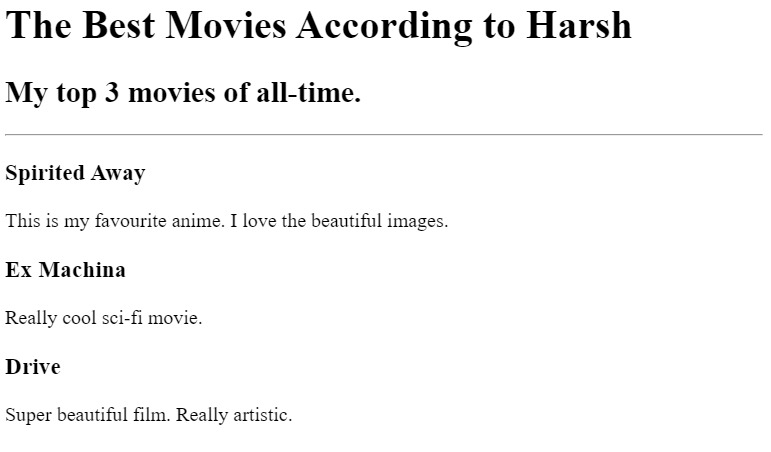 The Best Movies According to Harsh
My top 3 movies of all-time.
Spirited Away
This is my favourite anime. I love the beautiful images.
Ex Machina
Really cool sci-fi movie.
Drive
Super beautiful film. Really artistic.